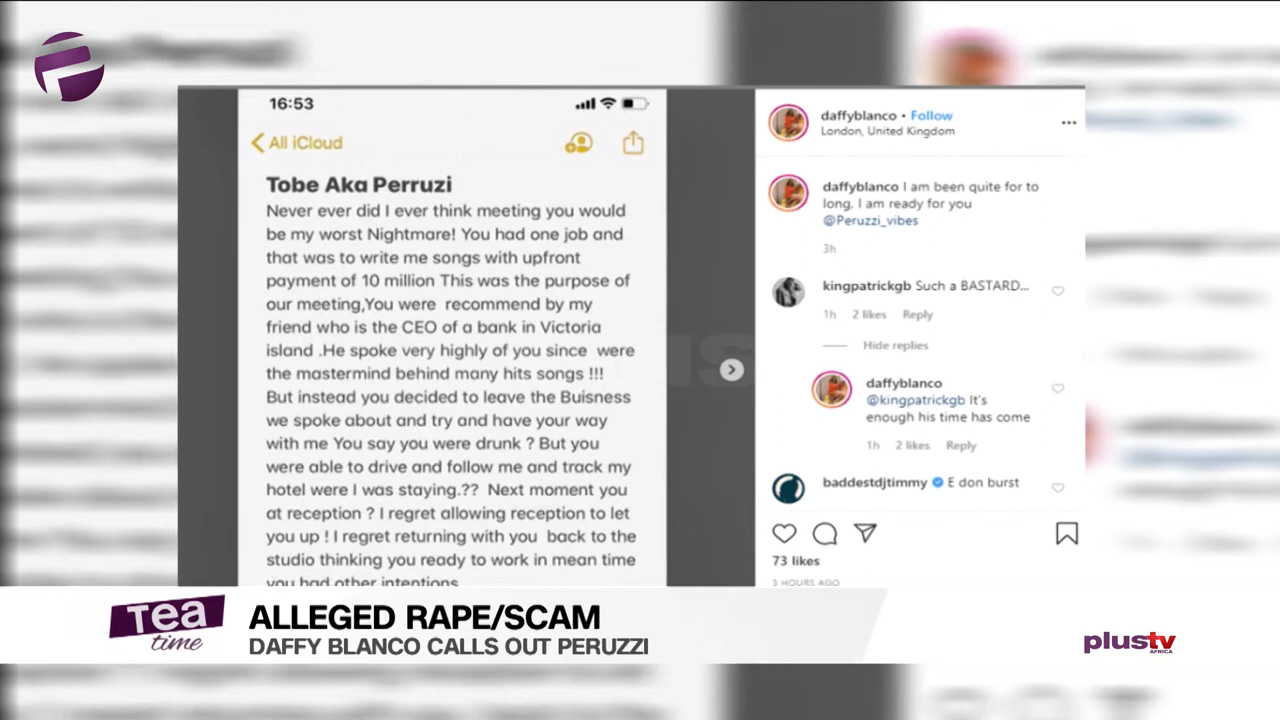 16:53
All iCloud
Tobe Aka Perruzi
Never ever did I ever think meeting you would
be my worst Nightmare! You had one job and
that was to write me songs with upfront
payment of 10 million This was the purpose of
our meeting,You were recommend by my
friend who is the CEO of a bank in Victoria
island .He spoke very highly of you since were
the mastermind behind many hits songs !!!
But instead you decided to leave the Buisness
we spoke about and try and have your way
with me You say you were drunk ? But you
were able to drive and follow me and track my
hotel were I was staying.?? Next moment you
at reception ? I regret allowing reception to let
you up ! I regret returning with you back to the
studio thinking you ready to work in mean time
you had other intentions
daffyblanco • Follow
London, United Kingdom
daffyblanco I am been quite for to
long. I am ready for you
@Peruzzi_vibes
3h
kingpatrickgb Such a BASTARD...
1h 2 likes Reply
Hide replies
daffyblanco
@kingpatrickgb It's
enough his time has come
1h 2 likes Reply
baddestdjtimmy E don burst
73 likes
3 HOURS AGO
Tea
time
ALLEGED RAPE/SCAM
DAFFY BLANCO CALLS OUT PERUZZI
plustv
AFRICA